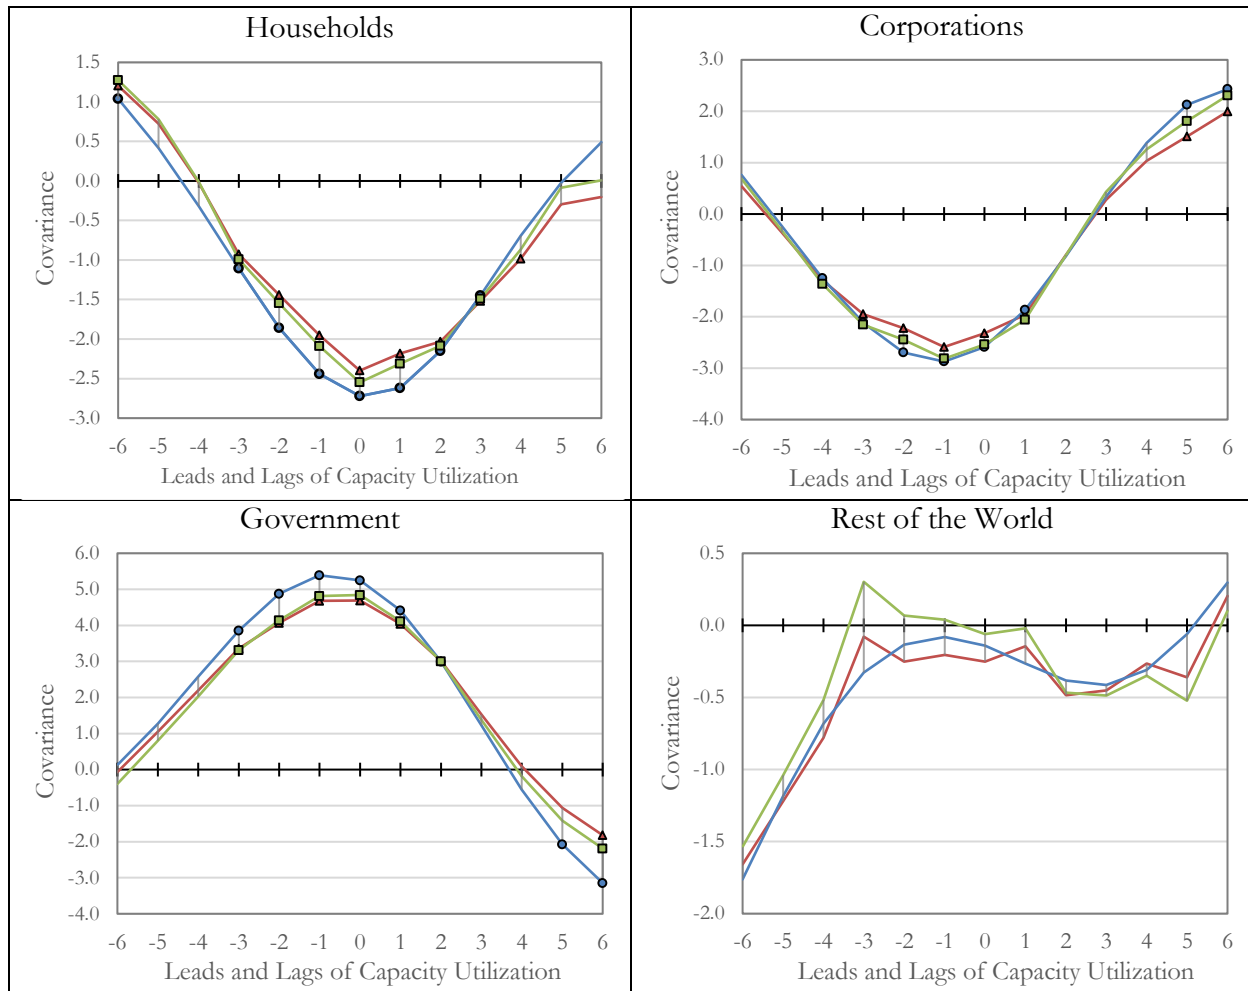 Households
1.5
1.0
0.5
0.0
-0.5
-1.0
-1.5
-2.0
-2.5
-3.0
Covariance
-6 -5 -4 -3 -2 -1 0 1 2 3 4 5 6
Leads and Lags of Capacity Utilization
Corporations
3.0
2.0
1.0
0.0
-1.0
-2.0
-3.0
-4.0
Covariance
-6 -5 -4 -3 -2 -1 0 1 2 3 4 5 6
Leads and Lags of Capacity Utilization
Government
6.0
5.0
4.0
3.0
2.0
1.0
0.0
-1.0
-2.0
-3.0
-4.0
Covariance
-6 -5 -4 -3 -2 -1 0 1 2 3 4 5 6
Leads and Lags of Capacity Utilization
Rest of the World
0.5
0.0
-0.5
-1.0
-1.5
-2.0
Covariance
-6 -5 -4 -3 -2 -1 0 1 2 3 4 5 6
Leads and Lags of Capacity Utilization